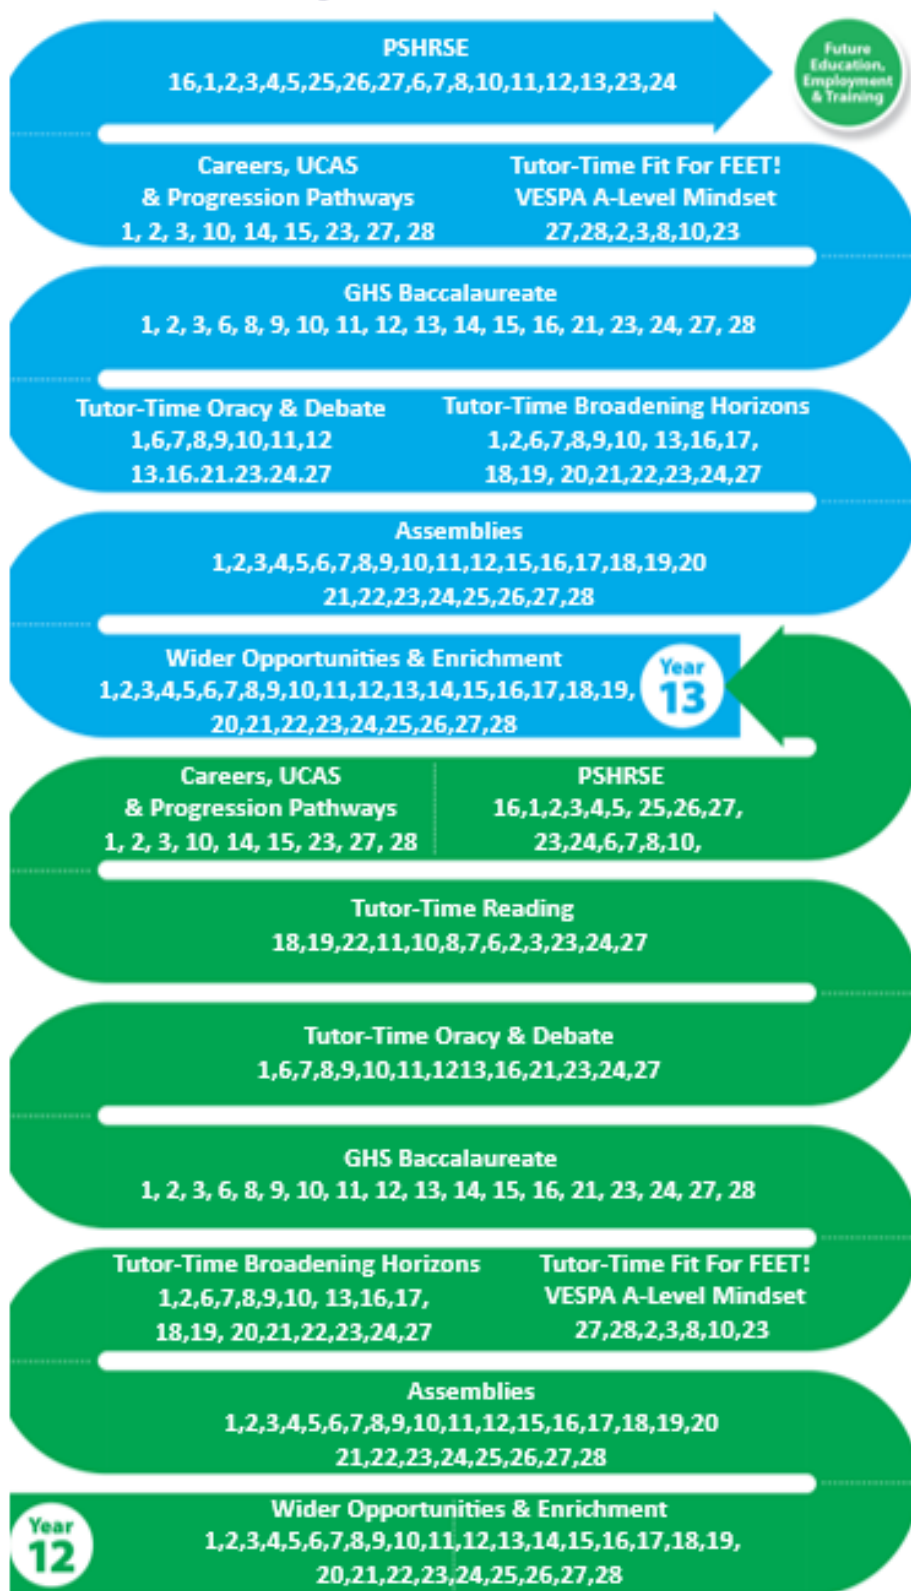 PSHRSE
16,1,2,3,4,5,25,26,27,6,7,8,10,11,12,13,23,24
Future
Education,
Employment
& Training
Careers, UCAS
& Progression Pathways
1, 2, 3, 10, 14, 15, 23, 27, 28
Tutor-Time Fit For FEET!
VESPA A-Level Mindset
27,28,2,3,8,10,23
GHS Baccalaureate
1, 2, 3, 6, 8, 9, 10, 11, 12, 13, 14, 15, 16, 21, 23, 24, 27, 28
Tutor-Time Oracy & Debate
1,6,7,8,9,10,11,12
13.16.21.23.24.27
Tutor-Time Broadening Horizons
1,2,6,7,8,9,10, 13,16,17,
18,19, 20,21,22,23,24,27
Assemblies
1,2,3,4,5,6,7,8,9,10,11,12,15,16,17,18,19,20
21,22,23,24,25,26,27,28
Wider Opportunities & Enrichment
1,2,3,4,5,6,7,8,9,10,11,12,13,14,15,16,17,18,19,
20,21,22,23,24,25,26,27,28
Year
13
Careers, UCAS
& Progression Pathways
1, 2, 3, 10, 14, 15, 23, 27, 28
PSHRSE
16,1,2,3,4,5, 25,26,27,
23,24,6,7,8,10,
Tutor-Time Reading
18,19,22,11,10,8,7,6,2,3,23,24,27
Tutor-Time Oracy & Debate
1,6,7,8,9,10,11,1213,16,21,23,24,27
GHS Baccalaureate
1, 2, 3, 6, 8, 9, 10, 11, 12, 13, 14, 15, 16, 21, 23, 24, 27, 28
Tutor-Time Broadening Horizons
1,2,6,7,8,9,10, 13,16,17,
18,19, 20,21,22,23,24,27
Tutor-Time Fit For FEET!
VESPA A-Level Mindset
27,28,2,3,8,10,23
Assemblies
1,2,3,4,5,6,7,8,9,10,11,12,15,16,17,18,19,20
21,22,23,24,25,26,27,28
Year
12
Wider Opportunities & Enrichment
1,2,3,4,5,6,7,8,9,10,11,12,13,14,15,16,17,18,19,
20,21,22,23,24,25,26,27,28